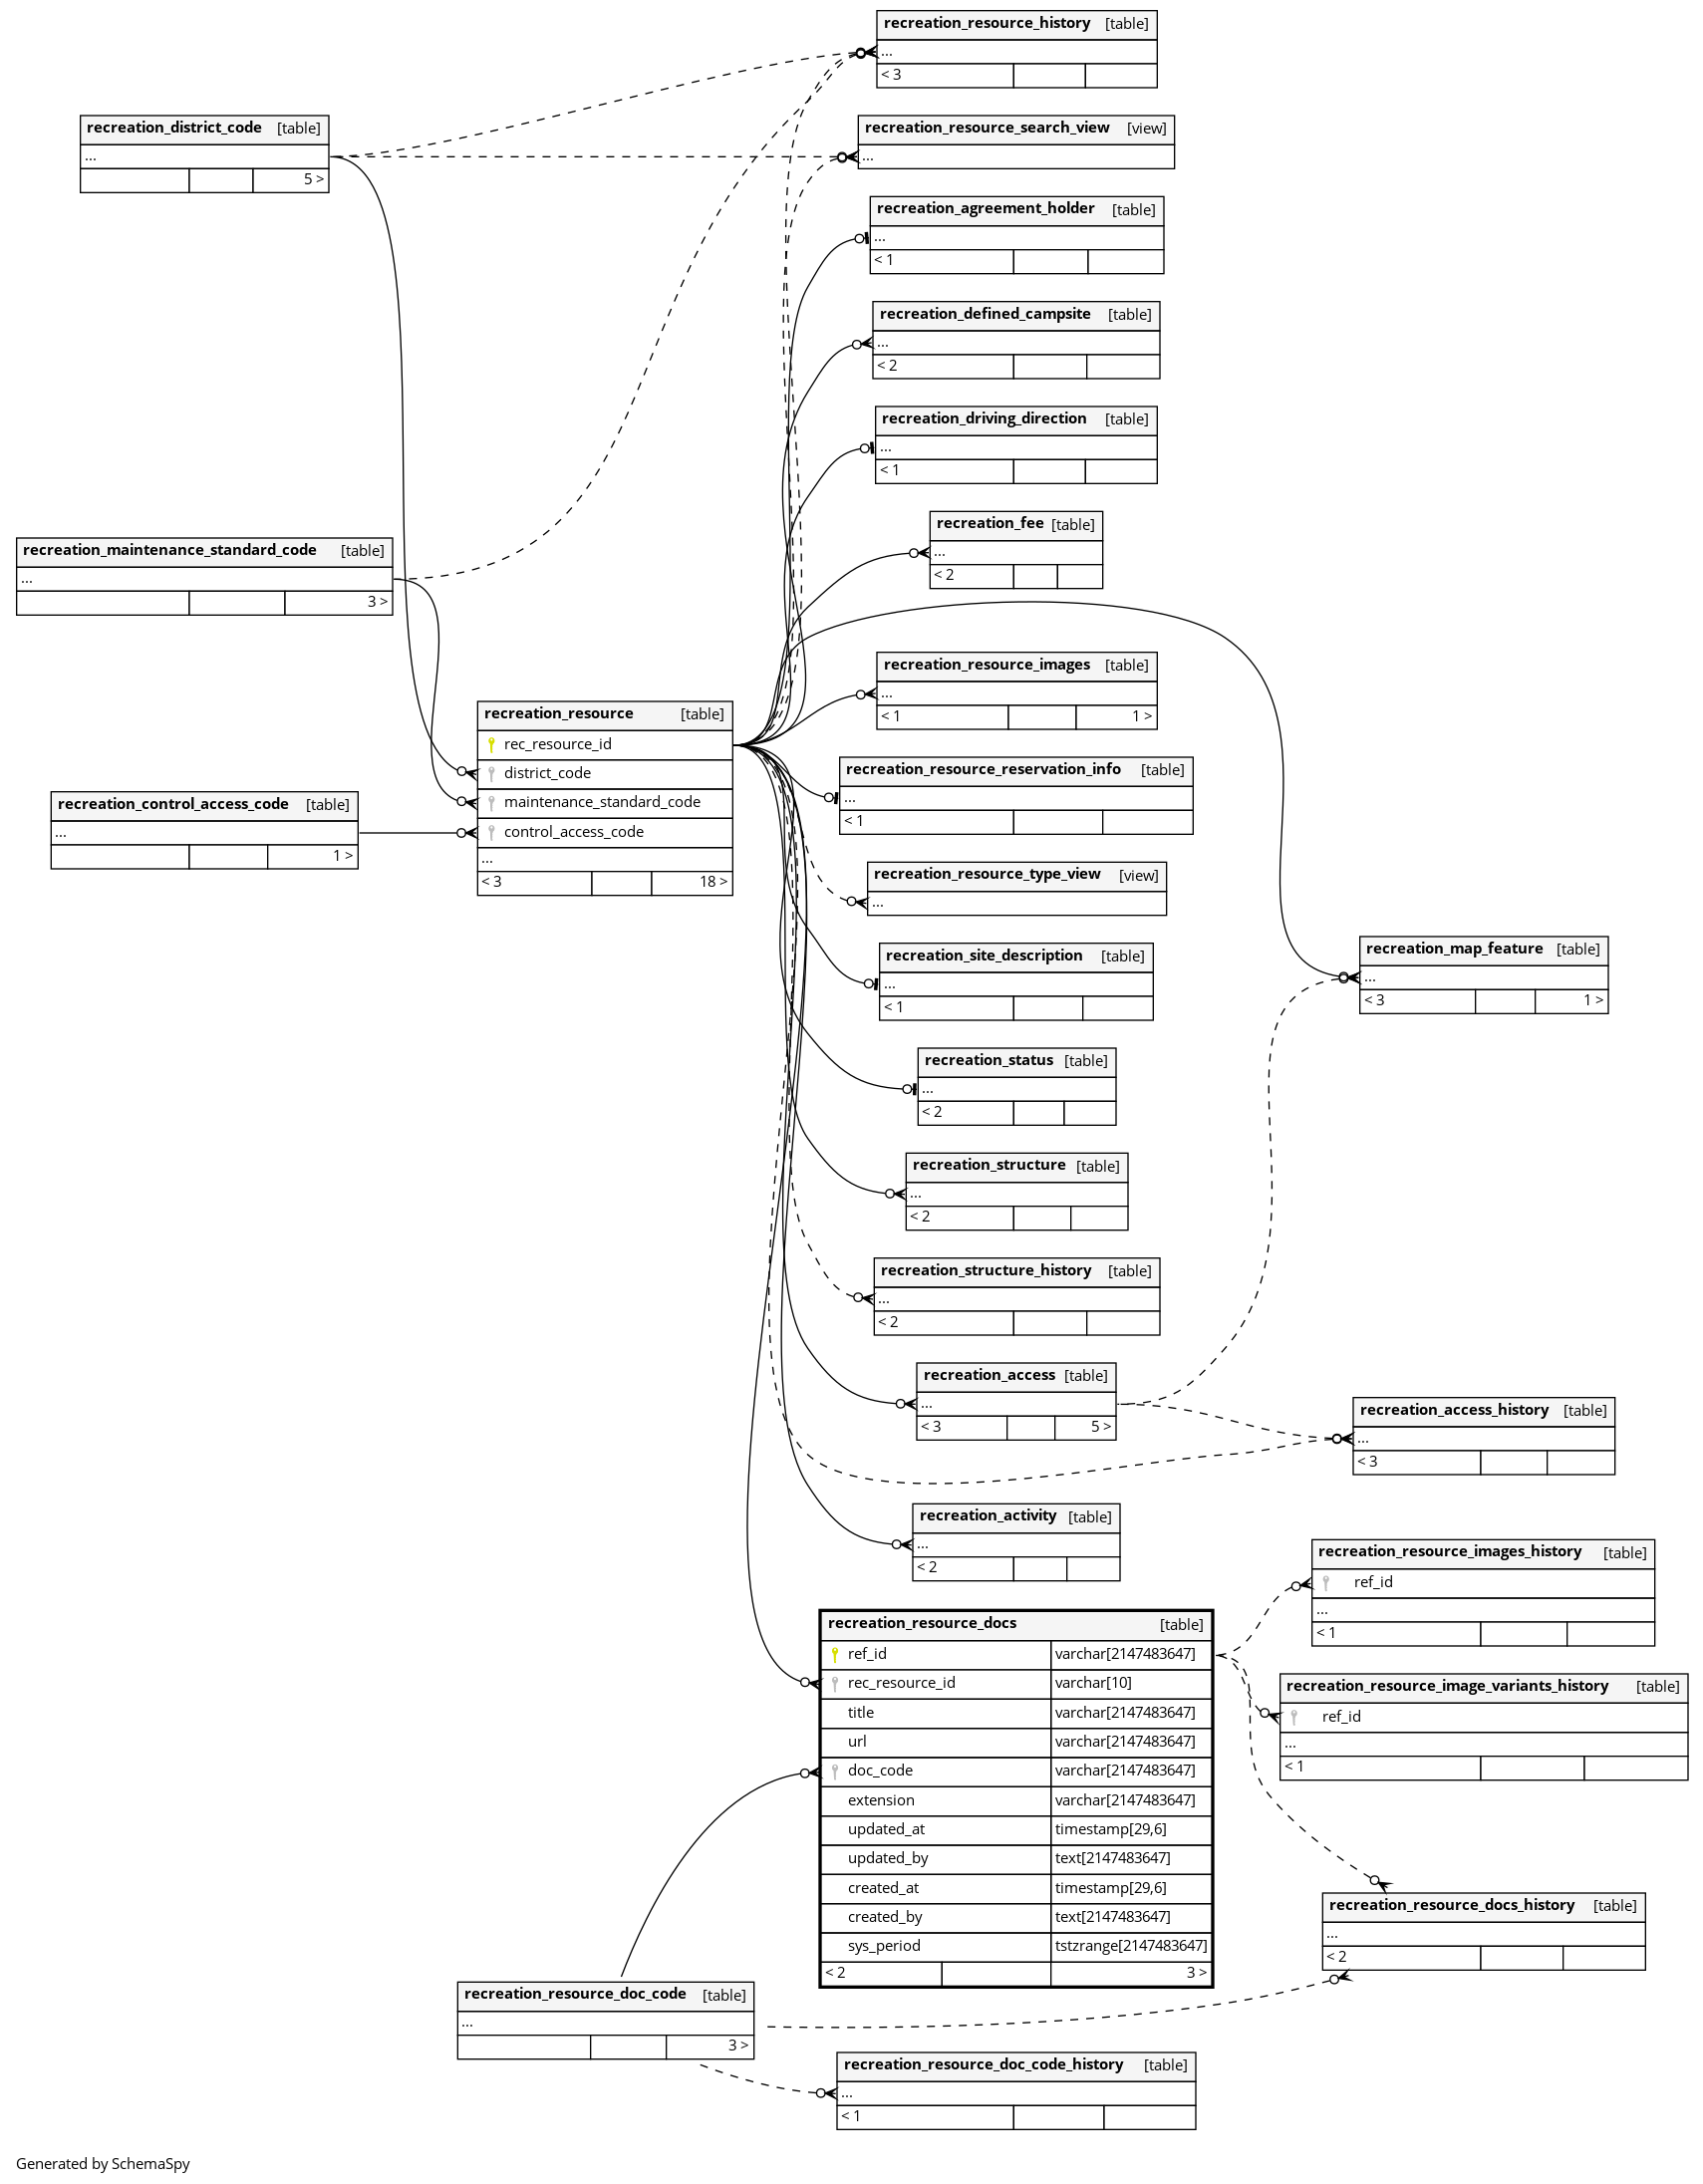 recreation_resource_history [table]
...
< 3
recreation_district_code [table]
...
5 >
recreation_resource_search_view [view]
...
recreation_agreement_holder [table]
...
< 1
recreation_defined_campsite [table]
...
< 2
recreation_driving_direction [table]
...
< 1
recreation_fee [table]
...
< 2
recreation_maintenance_standard_code [table]
...
3 >
recreation_resource_images [table]
...
< 1 1 >
recreation_resource [table]
rec_resource_id
district_code
maintenance_standard_code
control_access_code
...
< 3 18 >
recreation_control_access_code [table]
...
1 >
recreation_resource_reservation_info [table]
...
< 1
recreation_resource_type_view [view]
...
recreation_site_description [table]
...
< 1
recreation_map_feature [table]
...
< 3 1 >
recreation_status [table]
...
< 2
recreation_structure [table]
...
< 2
recreation_structure_history [table]
...
< 2
recreation_access [table]
...
< 3 5 >
recreation_access_history [table]
...
< 3
recreation_activity [table]
...
< 2
recreation_resource_images_history [table]
ref_id
...
< 1
recreation_resource_image_variants_history [table]
ref_id
...
< 1
recreation_resource_docs [table]
ref_id varchar[2147483647]
rec_resource_id varchar[10]
title varchar[2147483647]
url varchar[2147483647]
doc_code varchar[2147483647]
extension varchar[2147483647]
updated_at timestamp[29,6]
updated_by text[2147483647]
created_at timestamp[29,6]
created_by text[2147483647]
sys_period tstzrange[2147483647]
< 2 3 >
recreation_resource_docs_history [table]
...
< 2
recreation_resource_doc_code [table]
...
3 >
recreation_resource_doc_code_history [table]
...
< 1
Generated by SchemaSpy